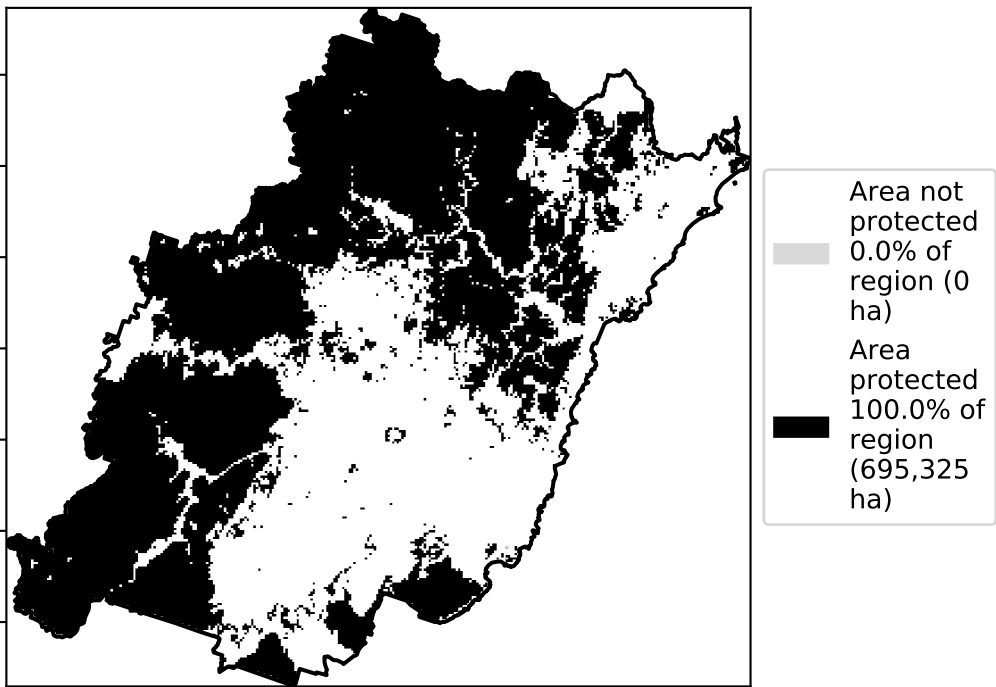 Area not
protected
0.0% of
region (0
ha)
Area
protected
100.0% of
region
(695,325
ha)